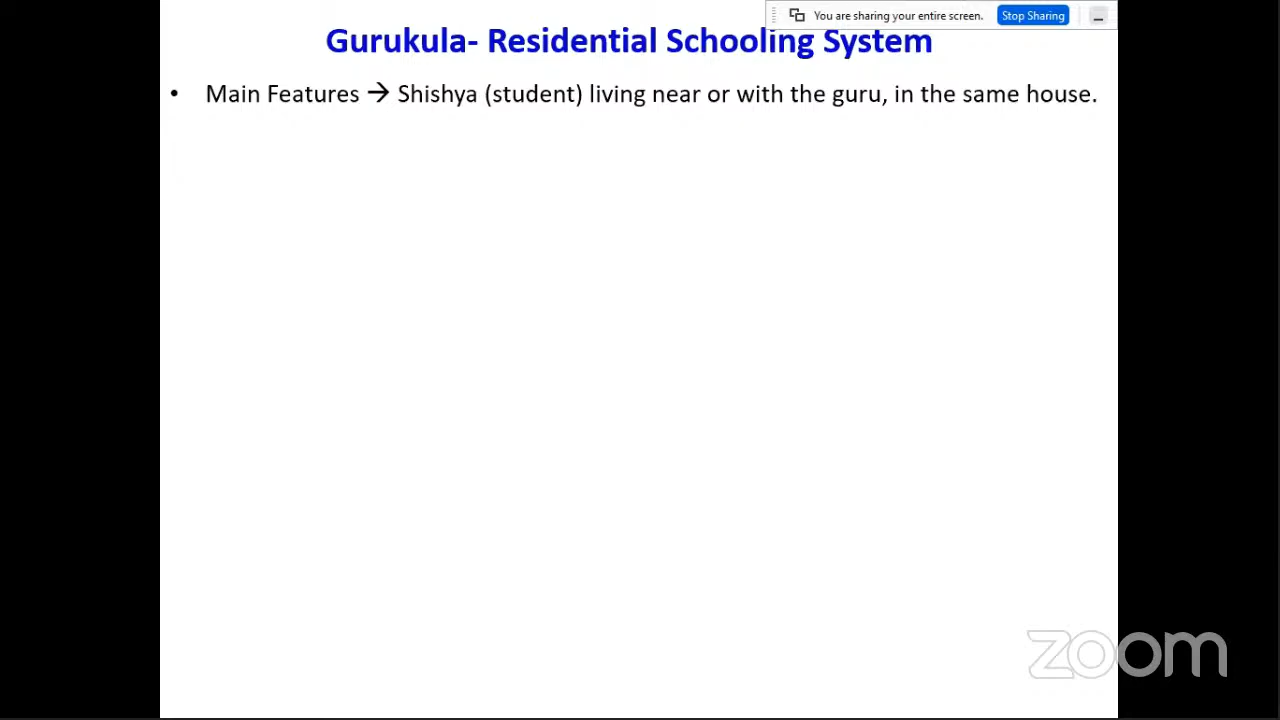 You are sharing your entire screen. Stop Sharing
Gurukula- Residential Schooling System
• Main Features → Shishya (student) living near or with the guru, in the same house.
zoom